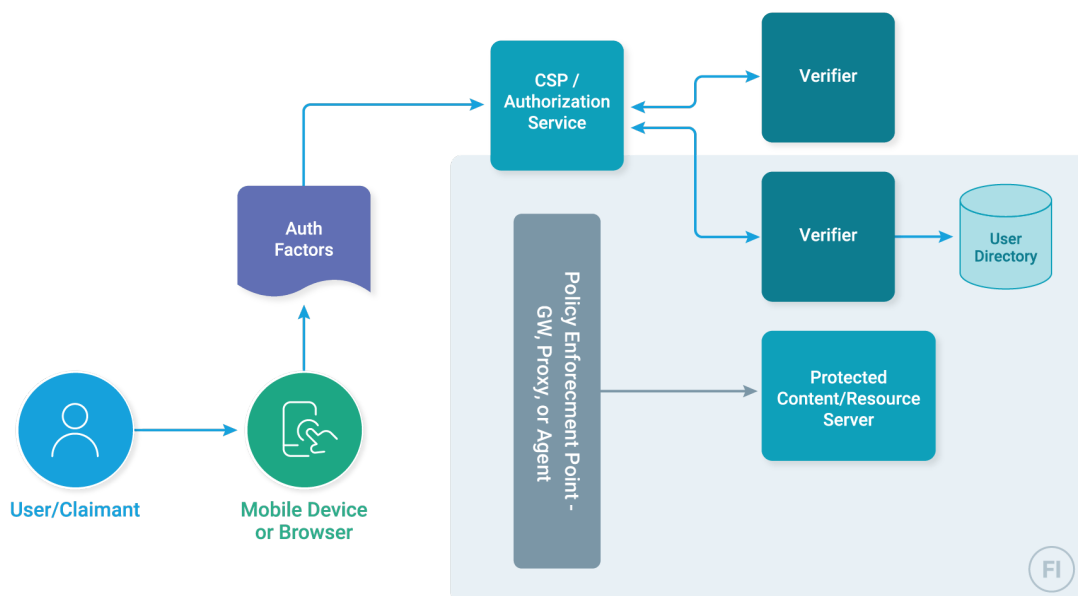 CSP /
Authorization
Service
Verifier
Auth
Factors
Verifier
User
Directory
Policy Enforecment Point -
GW, Proxy, or Agent
Protected
Content/Resource
Server
User/Claimant
Mobile Device
or Browser
FI